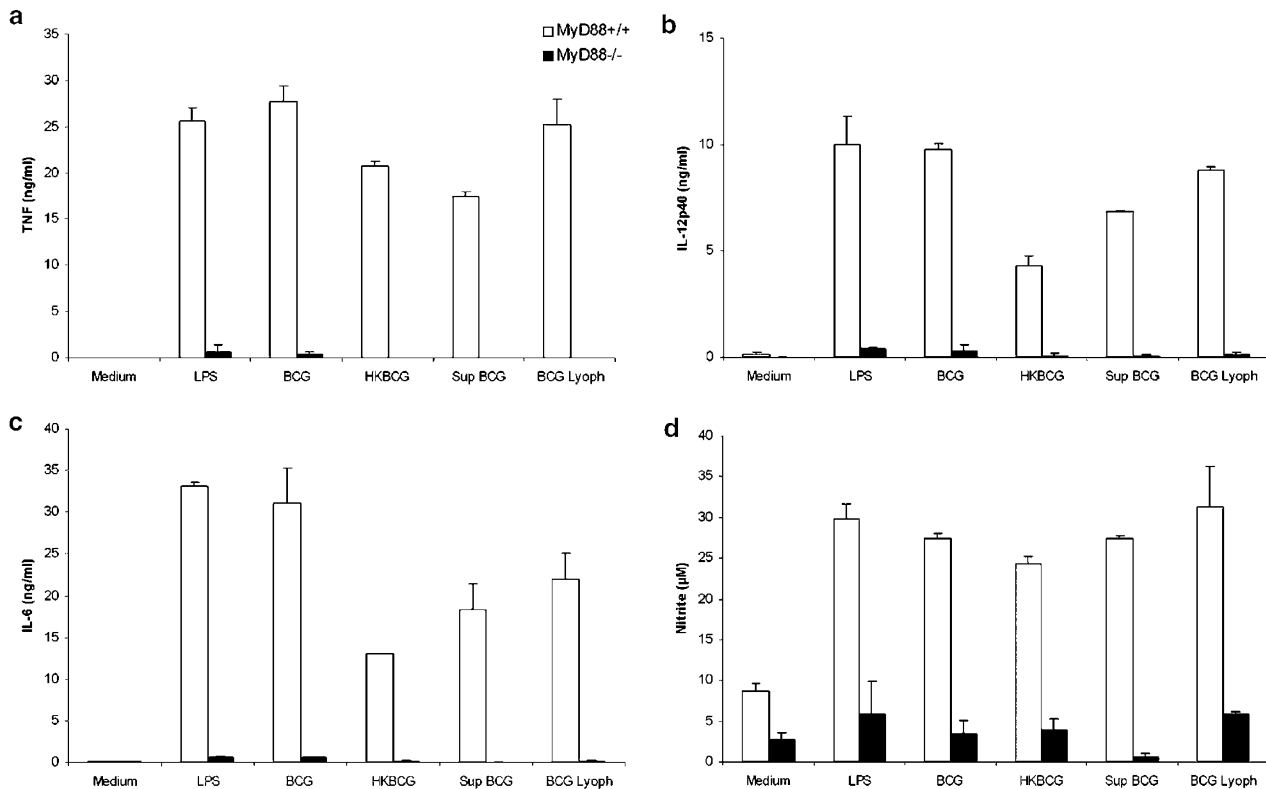 a
MyD88+/+
MyD88-/-
TNF (ng/ml)
35
30
25
20
15
10
5
0
Medium LPS BCG HKBCG Sup BCG BCG Lyoph
b
IL-12p40 (ng/ml)
15
10
5
0
Medium LPS BCG HKBCG Sup BCG BCG Lyoph
c
IL-6 (ng/ml)
40
35
30
25
20
15
10
5
0
Medium LPS BCG HKBCG Sup BCG BCG Lyoph
d
Nitrite (µM)
40
35
30
25
20
15
10
5
0
Medium LPS BCG HKBCG Sup BCG BCG Lyoph